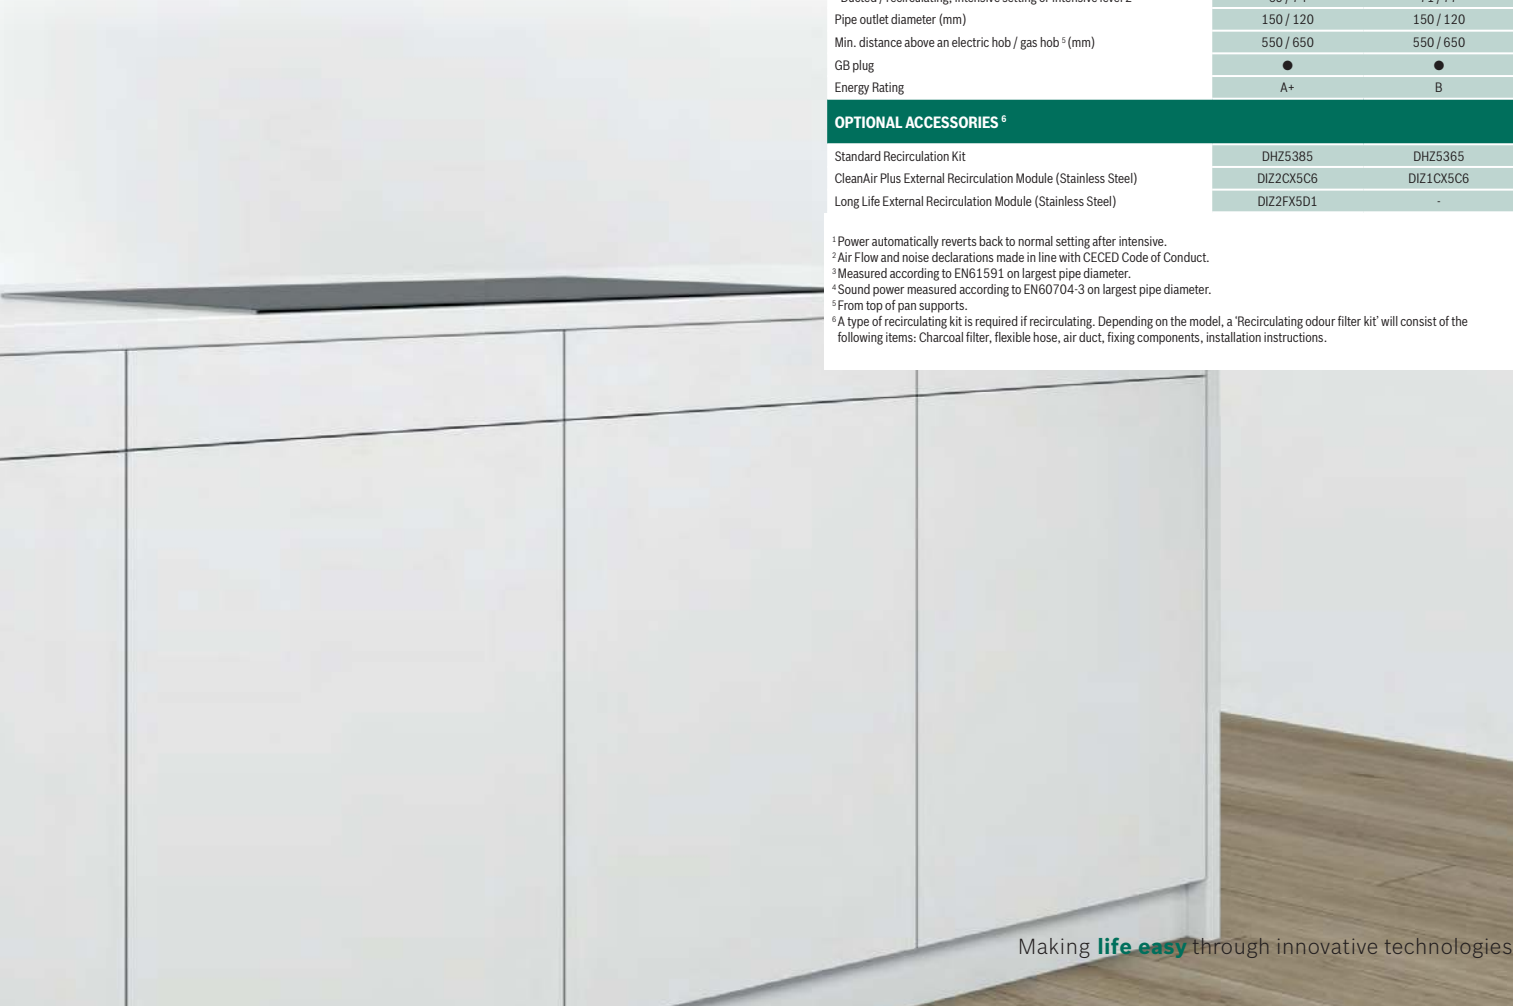 Pipe outlet diameter (mm) 150 / 120 150 / 120
Min. distance above an electric hob / gas hob ⁵ (mm) 550 / 650 550 / 650
GB plug ● ●
Energy Rating A+ B
OPTIONAL ACCESSORIES ⁶
Standard Recirculation Kit DHZ5385 DHZ5365
CleanAir Plus External Recirculation Module (Stainless Steel) DIZ2CX5C6 DIZ1CX5C6
Long Life External Recirculation Module (Stainless Steel) DIZ2FX5D1 -
¹ Power automatically reverts back to normal setting after intensive.
² Air Flow and noise declarations made in line with CECED Code of Conduct.
³ Measured according to EN61591 on largest pipe diameter.
⁴ Sound power measured according to EN60704-3 on largest pipe diameter.
⁵ From top of pan supports.
⁶ A type of recirculating kit is required if recirculating. Depending on the model, a ‘Recirculating odour filter kit’ will consist of the
following items: Charcoal filter, flexible hose, air duct, fixing components, installation instructions.
Making life easy through innovative technologies